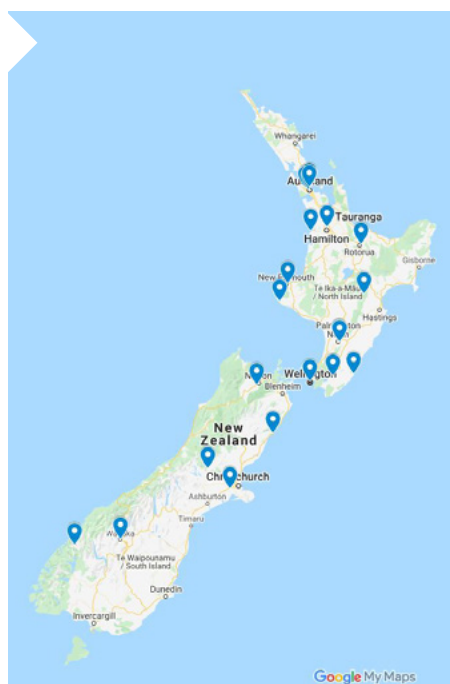 Whangarei
Auckland
Tauranga
Hamilton
Rotorua
Gisborne
New Plymouth
Te Ika-a-Māui
/ North Island
Hastings
Palmerston
North
Nelson
Wellington
Blenheim
New
Zealand
Christchurch
Ashburton
Timaru
Wanaka
Te Waipounamu
/ South Island
Dunedin
Invercargill
Google My Maps